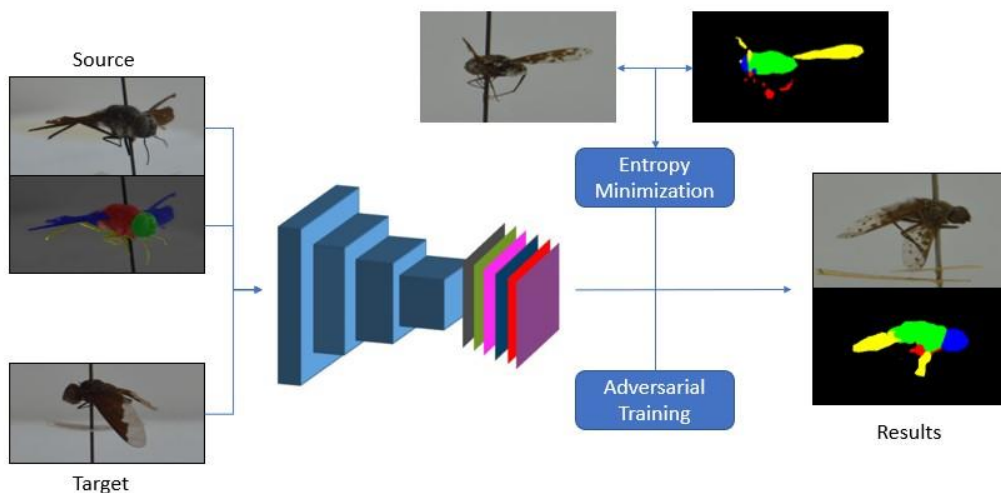 Source
Entropy
Minimization
Adversarial
Training
Results
Target